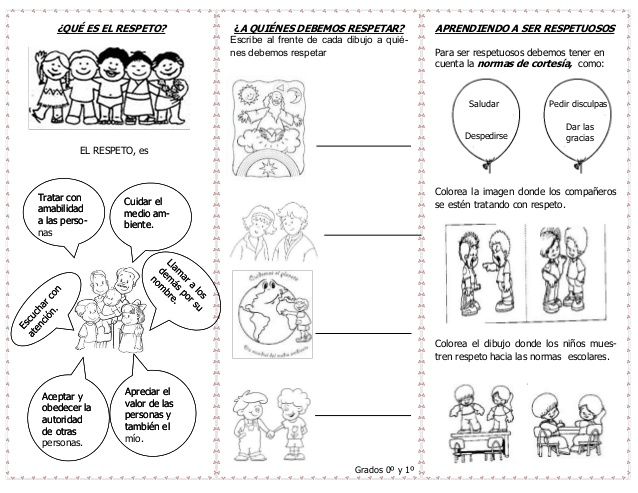 ¿QUÉ ES EL RESPETO?
EL RESPETO, es
Tratar con
amabilidad
a las perso-
nas
Cuidar el
medio am-
biente.
Escuchar con
atención.
Llamar a los
demás por su
nombre.
Aceptar y
obedecer la
autoridad
de otras
personas.
Apreciar el
valor de las
personas y
también el
mío.
¿A QUIÉNES DEBEMOS RESPETAR?
Escribe al frente de cada dibujo a quié-
nes debemos respetar
Cuidemos el planeta
Día mundial del medio ambiente
Grados 0º y 1º
APRENDIENDO A SER RESPETUOSOS
Para ser respetuosos debemos tener en
cuenta la normas de cortesía, como:
Saludar
Despedirse
Pedir disculpas
Dar las
gracias
Colorea la imagen donde los compañeros
se estén tratando con respeto.
Colorea el dibujo donde los niños mues-
tren respeto hacia las normas escolares.